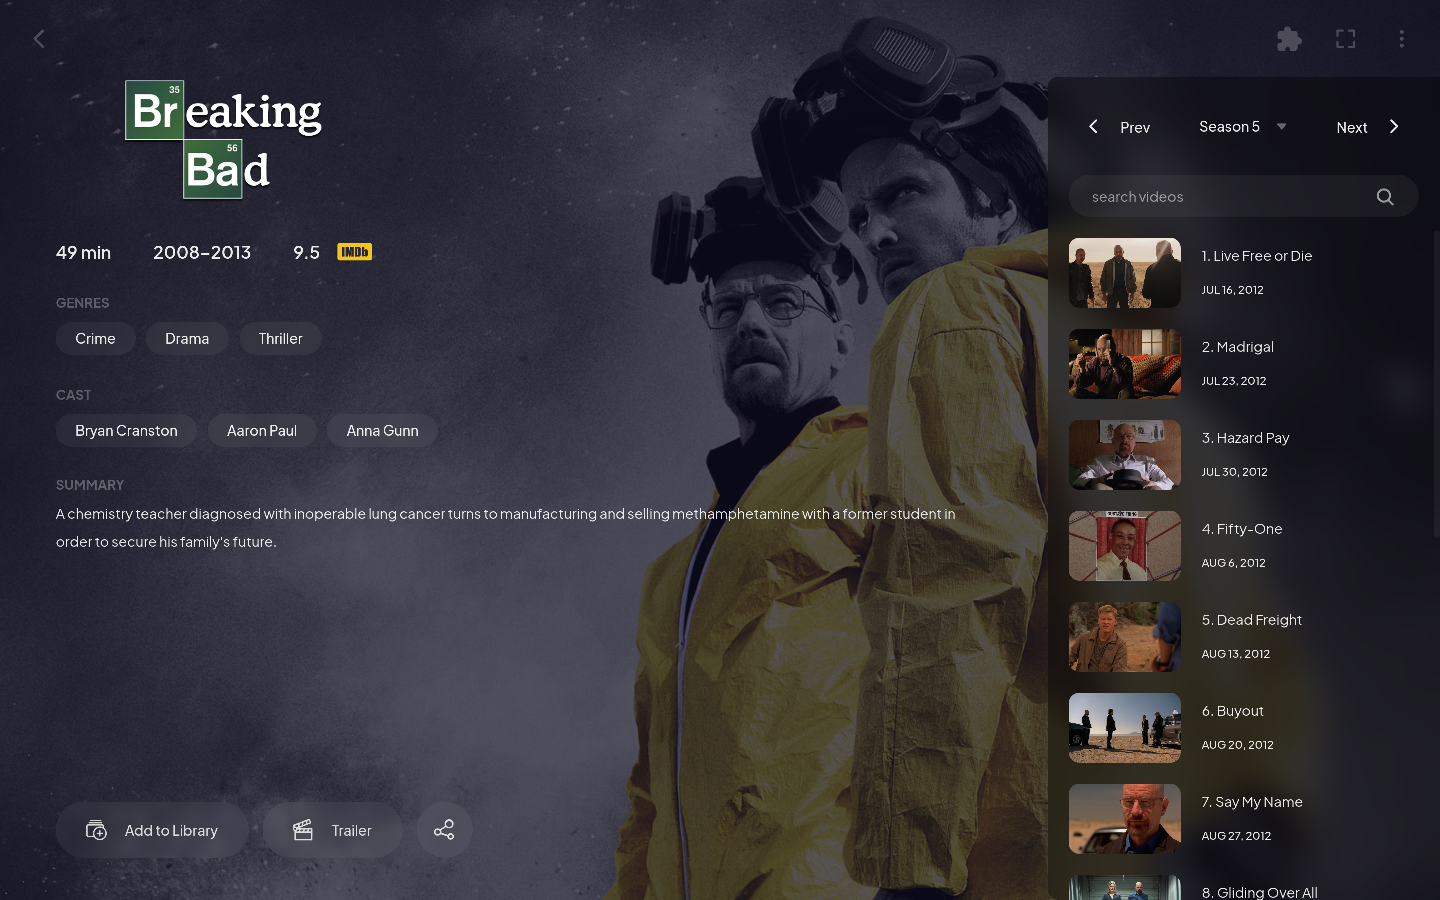 35
Breaking
56
Bad
49 min 2008–2013 9.5 IMDb
GENRES
Crime Drama Thriller
CAST
Bryan Cranston Aaron Paul Anna Gunn
SUMMARY
A chemistry teacher diagnosed with inoperable lung cancer turns to manufacturing and selling methamphetamine with a former student in
order to secure his family's future.
Add to Library Trailer
Prev Season 5 Next
search videos
1. Live Free or Die
JUL 16, 2012
2. Madrigal
JUL 23, 2012
3. Hazard Pay
JUL 30, 2012
4. Fifty-One
AUG 6, 2012
5. Dead Freight
AUG 13, 2012
6. Buyout
AUG 20, 2012
7. Say My Name
AUG 27, 2012
8. Gliding Over All